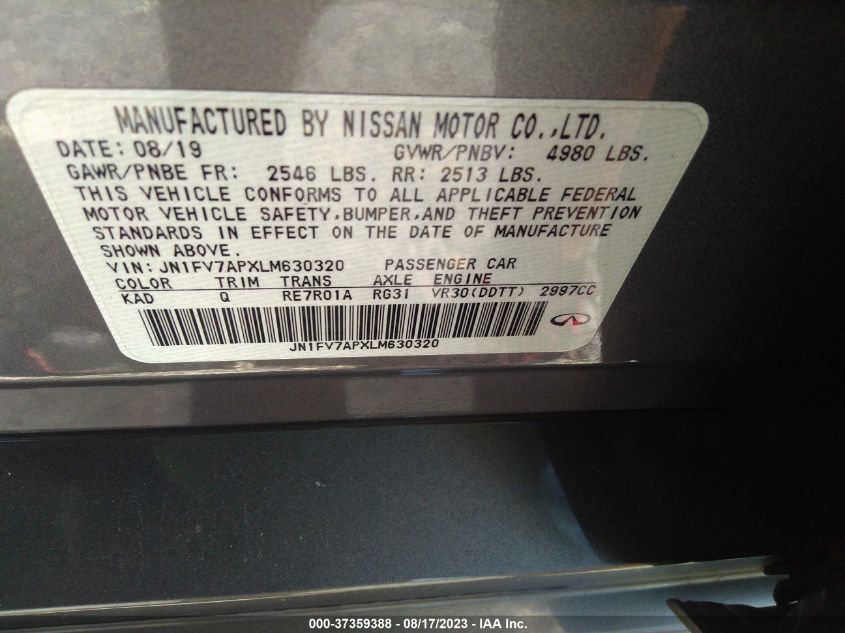 MANUFACTURED BY NISSAN MOTOR CO.,LTD.
DATE: 08/19 GVWR/PNBV: 4980 LBS.
GAWR/PNBE FR: 2546 LBS. RR: 2513 LBS.
THIS VEHICLE CONFORMS TO ALL APPLICABLE FEDERAL
MOTOR VEHICLE SAFETY,BUMPER,AND THEFT PREVENTION
STANDARDS IN EFFECT ON THE DATE OF MANUFACTURE
SHOWN ABOVE.
VIN: JN1FV7APXLM630320 PASSENGER CAR
COLOR TRIM TRANS AXLE ENGINE
KAD Q RE7R01A RG31 VR30(DDTT) 2997CC
JN1FV7APXLM630320
000-37359388 - 08/17/2023 - IAA Inc.